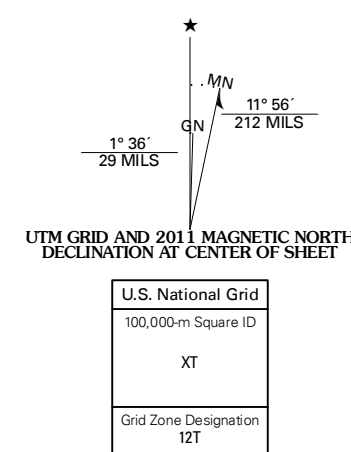 ★
MN
GN
11° 56´
212 MILS
1° 36´
29 MILS
UTM GRID AND 2011 MAGNETIC NORTH
DECLINATION AT CENTER OF SHEET
U.S. National Grid
100,000-m Square ID
XT
Grid Zone Designation
12T